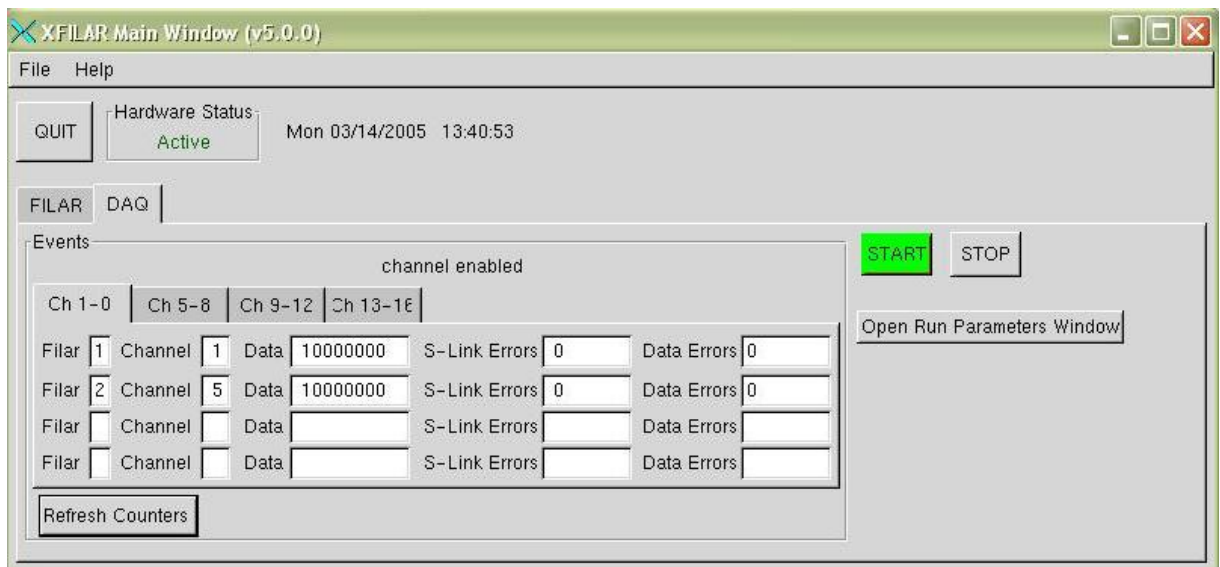 XFILAR Main Window (v5.0.0)
File Help
QUIT
Hardware Status
Active
Mon 03/14/2005 13:40:53
FILAR DAQ
Events
channel enabled
START STOP
Ch 1-0 Ch 5-8 Ch 9-12 Ch 13-16
Open Run Parameters Window
Filar 1 Channel 1 Data 10000000 S-Link Errors 0 Data Errors 0
Filar 2 Channel 5 Data 10000000 S-Link Errors 0 Data Errors 0
Filar Channel Data S-Link Errors Data Errors
Filar Channel Data S-Link Errors Data Errors
Refresh Counters